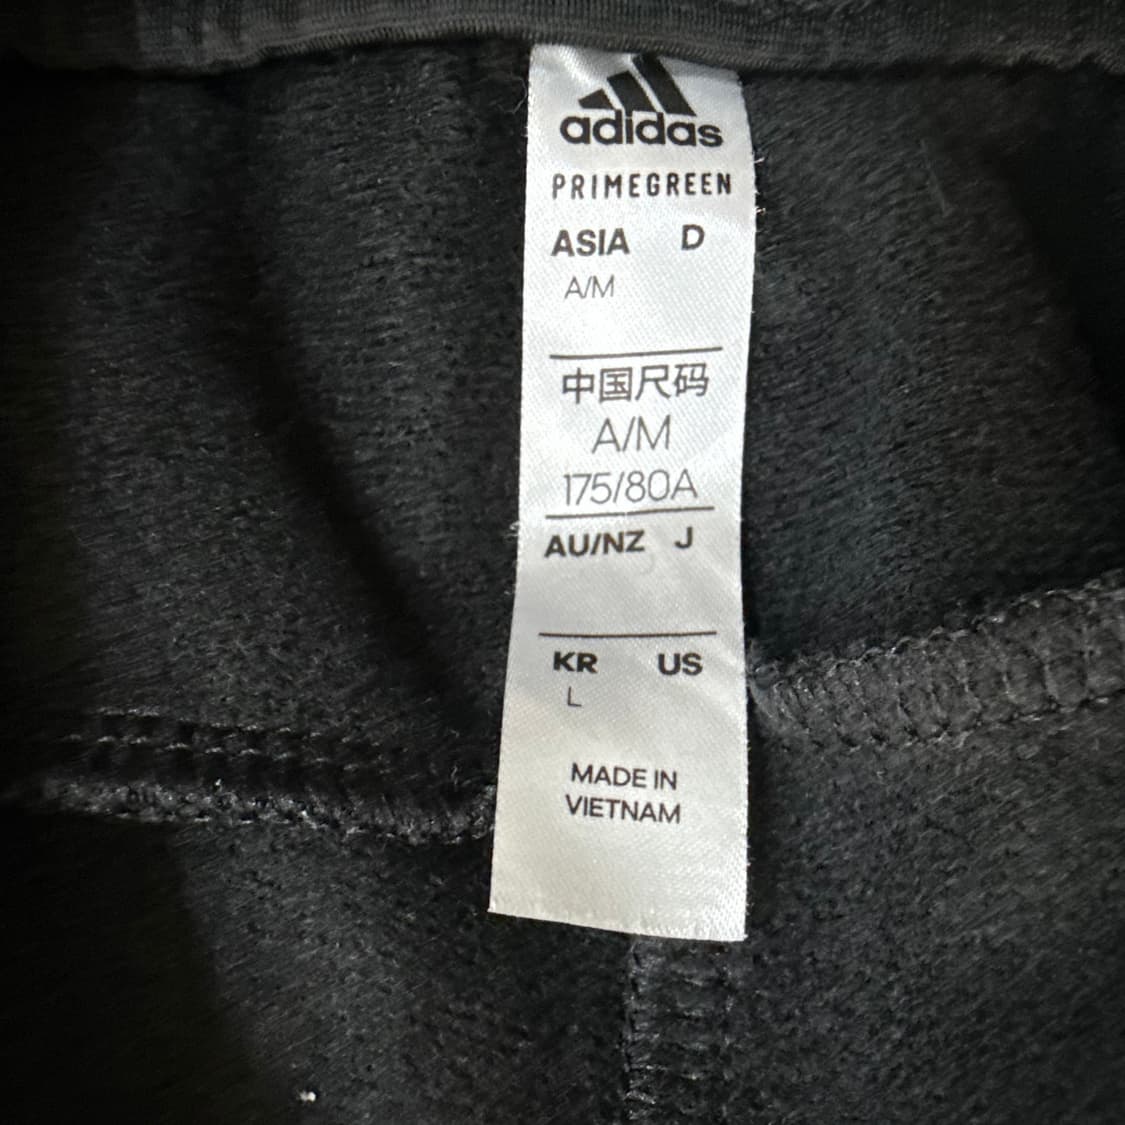 adidas
PRIMEGREEN
ASIA D
A/M
中国尺码
A/M
175/80A
AU/NZ J
KR US
L
MADE IN
VIETNAM